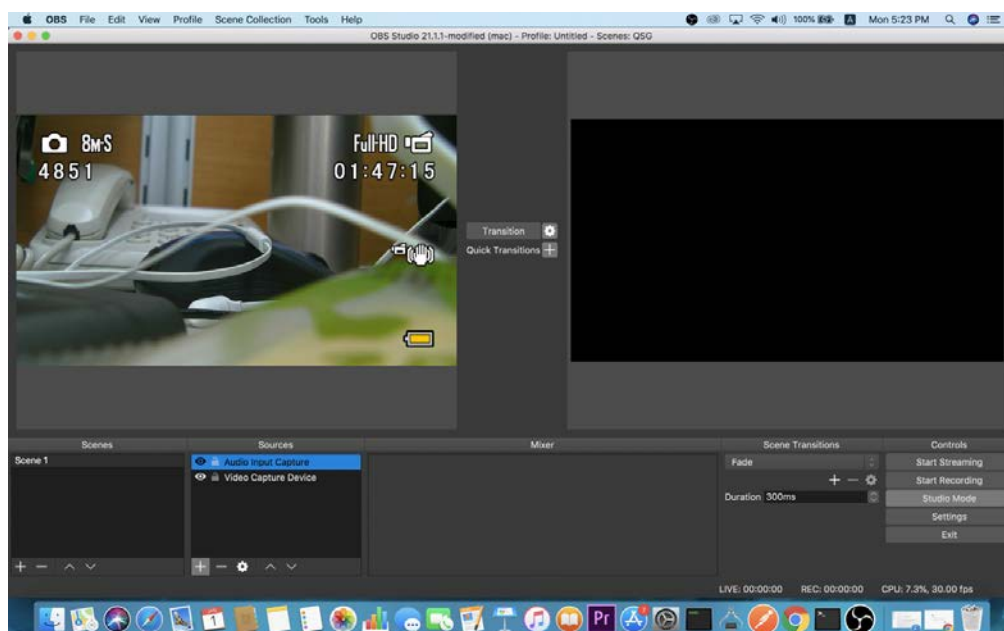 OBS File Edit View Profile Scene Collection Tools Help 100% Mon 5:23 PM
OBS Studio 21.1.1-modified (mac) - Profile: Untitled - Scenes: QSG
8M·S Full-HD
4851 01:47:15
Transition
Quick Transitions
Scenes Sources Mixer Scene Transitions Controls
Scene 1 Audio Input Capture Fade Start Streaming
Video Capture Device Start Recording
Duration 300ms Studio Mode
Settings
Exit
LIVE: 00:00:00 REC: 00:00:00 CPU: 7.3%, 30.00 fps
1 Pr